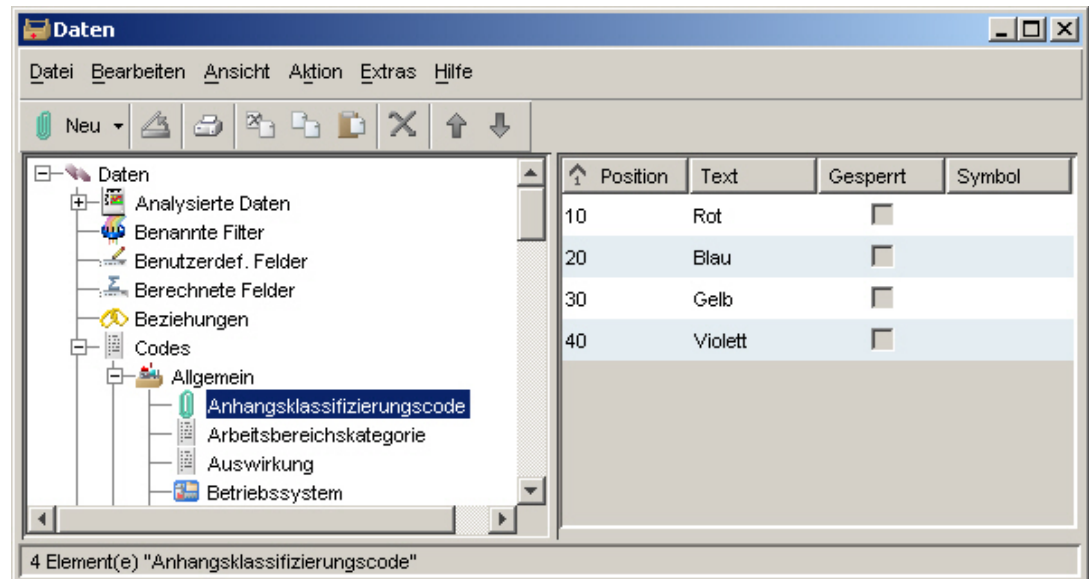 Daten
Datei Bearbeiten Ansicht Aktion Extras Hilfe
Neu
Daten
Analysierte Daten
Benannte Filter
Benutzerdef. Felder
Berechnete Felder
Beziehungen
Codes
Allgemein
Anhangsklassifizierungscode
Arbeitsbereichskategorie
Auswirkung
Betriebssystem
1 Position Text Gesperrt Symbol
10 Rot
20 Blau
30 Gelb
40 Violett
4 Element(e) "Anhangsklassifizierungscode"